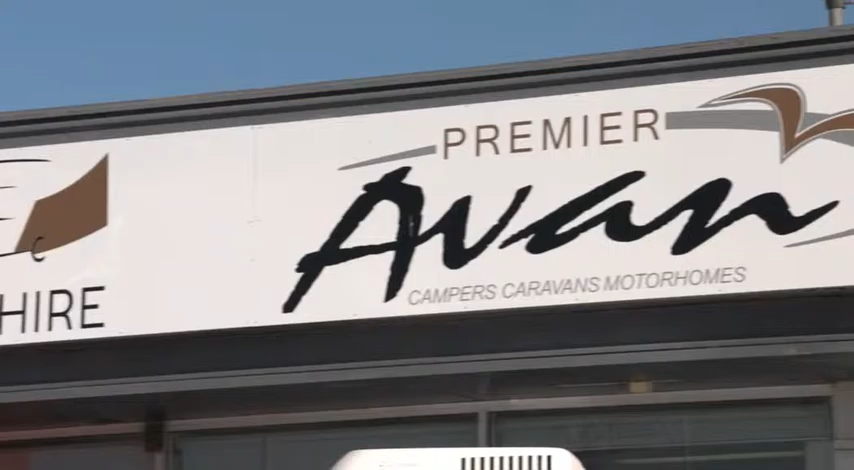 HIRE
PREMIER
Avan
CAMPERS CARAVANS MOTORHOMES